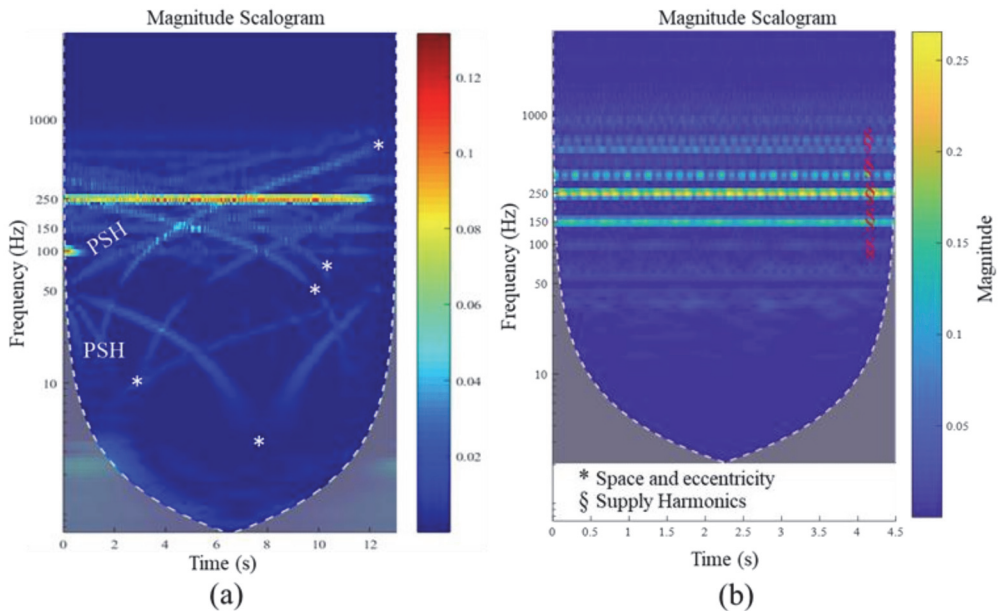 Magnitude Scalogram
Frequency (Hz)
1000
250
150
100
50
10
PSH
PSH
*
*
*
*
*
0 2 4 6 8 10 12
Time (s)
0.12
0.1
0.08
0.06
0.04
0.02
(a)
Magnitude Scalogram
Frequency (Hz)
1000
250
150
100
50
10
* Space and eccentricity
§ Supply Harmonics
0 0.5 1 1.5 2 2.5 3 3.5 4 4.5
Time (s)
0.25
0.2
0.15
0.1
0.05
Magnitude
(b)